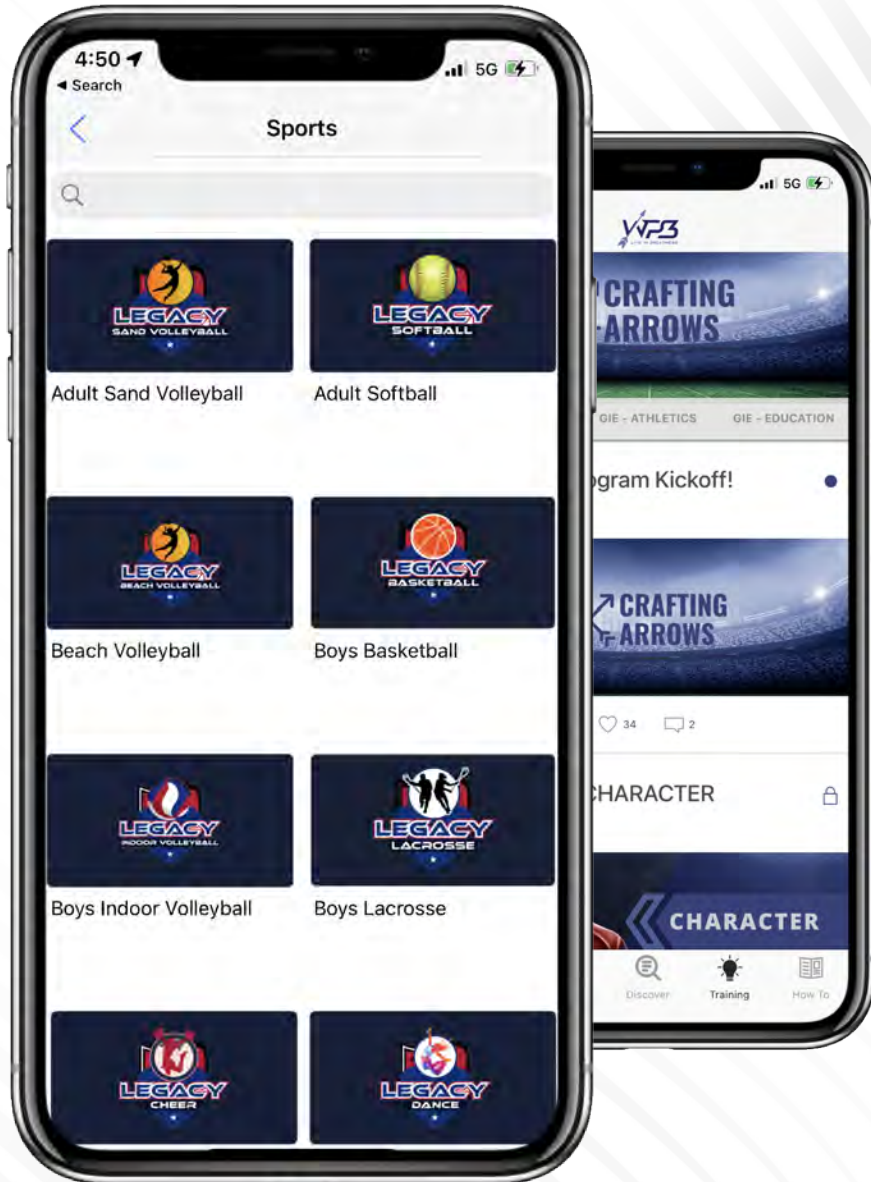 4:50
5G
Search
Sports
LEGACY
SAND VOLLEYBALL
LEGACY
SOFTBALL
Adult Sand Volleyball
Adult Softball
LEGACY
BEACH VOLLEYBALL
LEGACY
BASKETBALL
Beach Volleyball
Boys Basketball
LEGACY
INDOOR VOLLEYBALL
LEGACY
LACROSSE
Boys Indoor Volleyball
Boys Lacrosse
LEGACY
CHEER
LEGACY
DANCE
5G
WPB
CRAFTING
ARROWS
GIE - ATHLETICS GIE - EDUCATION
ogram Kickoff!
CRAFTING
ARROWS
34 2
CHARACTER
CHARACTER
Discover Training How To